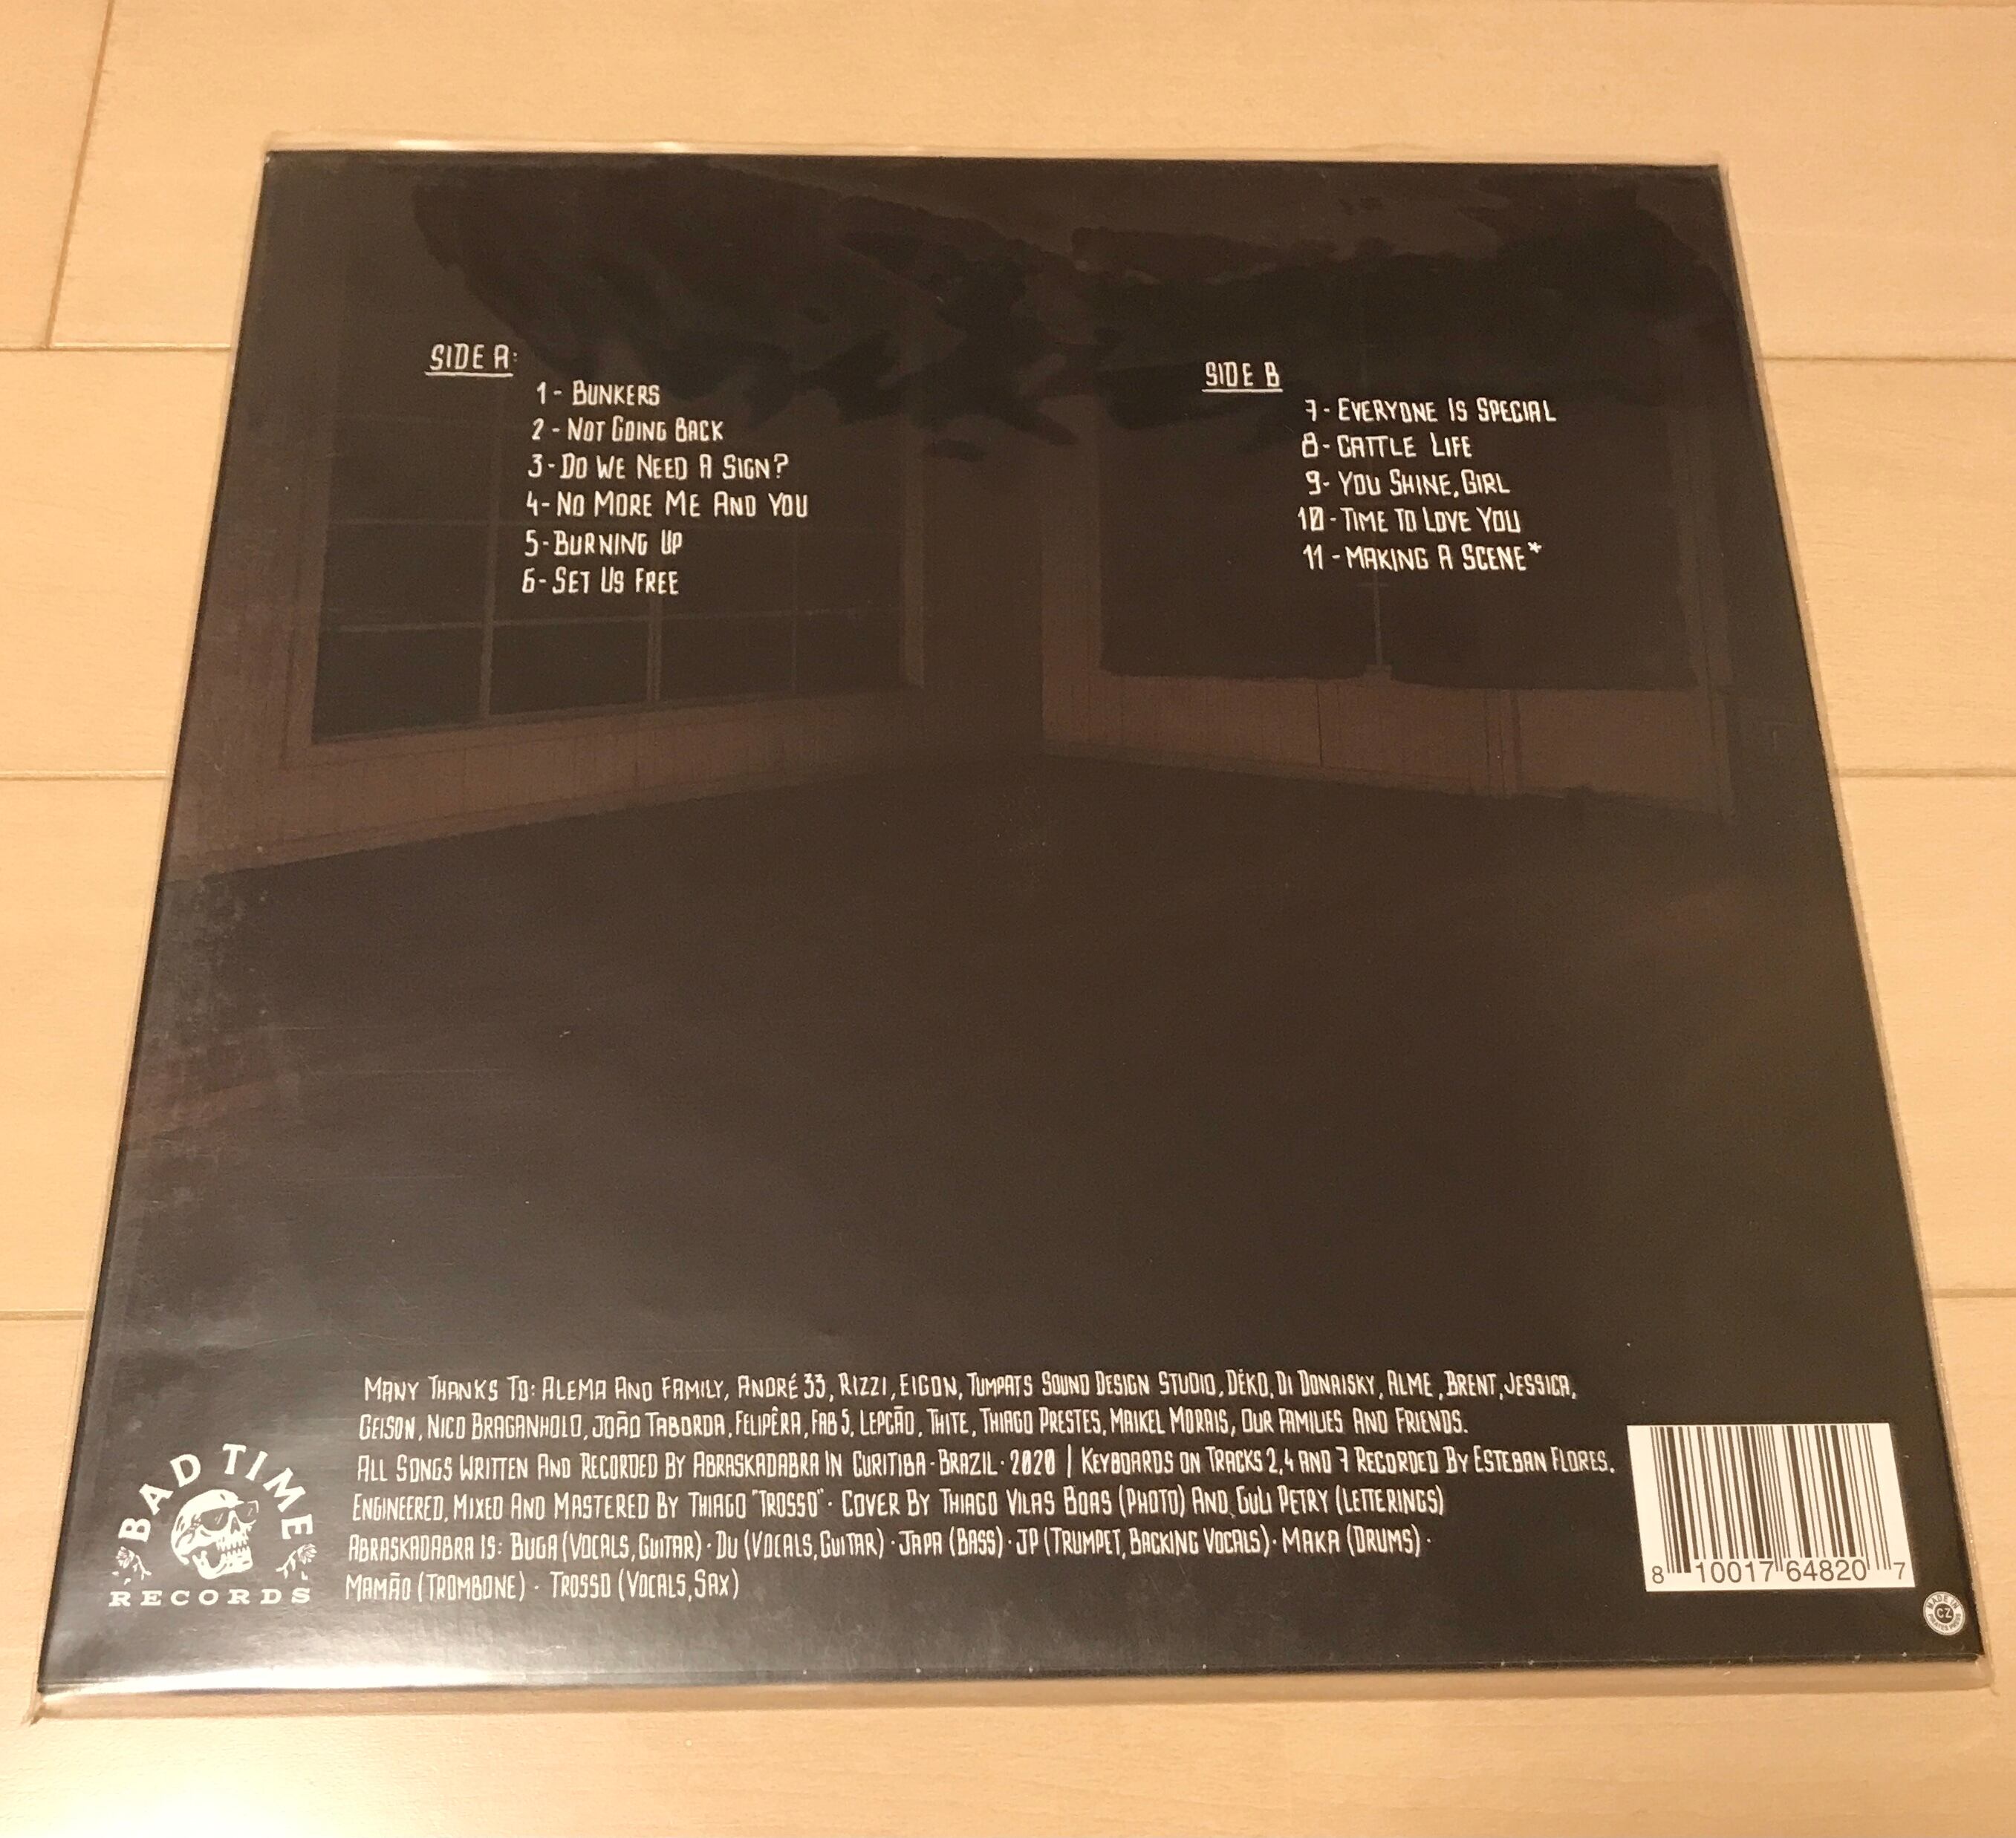 SIDE A:
1 - BUNKERS
2 - NOT GOING BACK
3 - DO WE NEED A SIGN?
4 - NO MORE ME AND YOU
5 - BURNING UP
6 - SET US FREE
SIDE B
7 - EVERYONE IS SPECIAL
8 - CATTLE LIFE
9 - YOU SHINE, GIRL
10 - TIME TO LOVE YOU
11 - MAKING A SCENE*
MANY THANKS TO: ALEMA AND FAMILY, ANDRÉ 33, RIZZI, EIGON, TUMPATS SOUND DESIGN STUDIO, DÉKO, DI DONAISKY, ALME, BRENT, JESSICA,
GEISON, NICO BRAGANHOLO, JOÃO TABORDA, FELIPÊRA, FAB 5, LEPCÃO, THITE, THIAGO PRESTES, MAIKEL MORAIS, OUR FAMILIES AND FRIENDS.
ALL SONGS WRITTEN AND RECORDED BY ABRASKADABRA IN CURITIBA · BRAZIL · 2020 | KEYBOARDS ON TRACKS 2, 4 AND 7 RECORDED BY ESTEBAN FLORES.
ENGINEERED, MIXED AND MASTERED BY THIAGO "TROSSO" · COVER BY THIAGO VILAS BOAS (PHOTO) AND GULI PETRY (LETTERINGS)
ABRASKADABRA IS: BUGA (VOCALS, GUITAR) · DU (VOCALS, GUITAR) · JAPA (BASS) · JP (TRUMPET, BACKING VOCALS) · MAKA (DRUMS) ·
MAMÃO (TROMBONE) · TROSSO (VOCALS, SAX)
BAD TIME
RECORDS
8 10017 64820 7
MADE IN
CZ